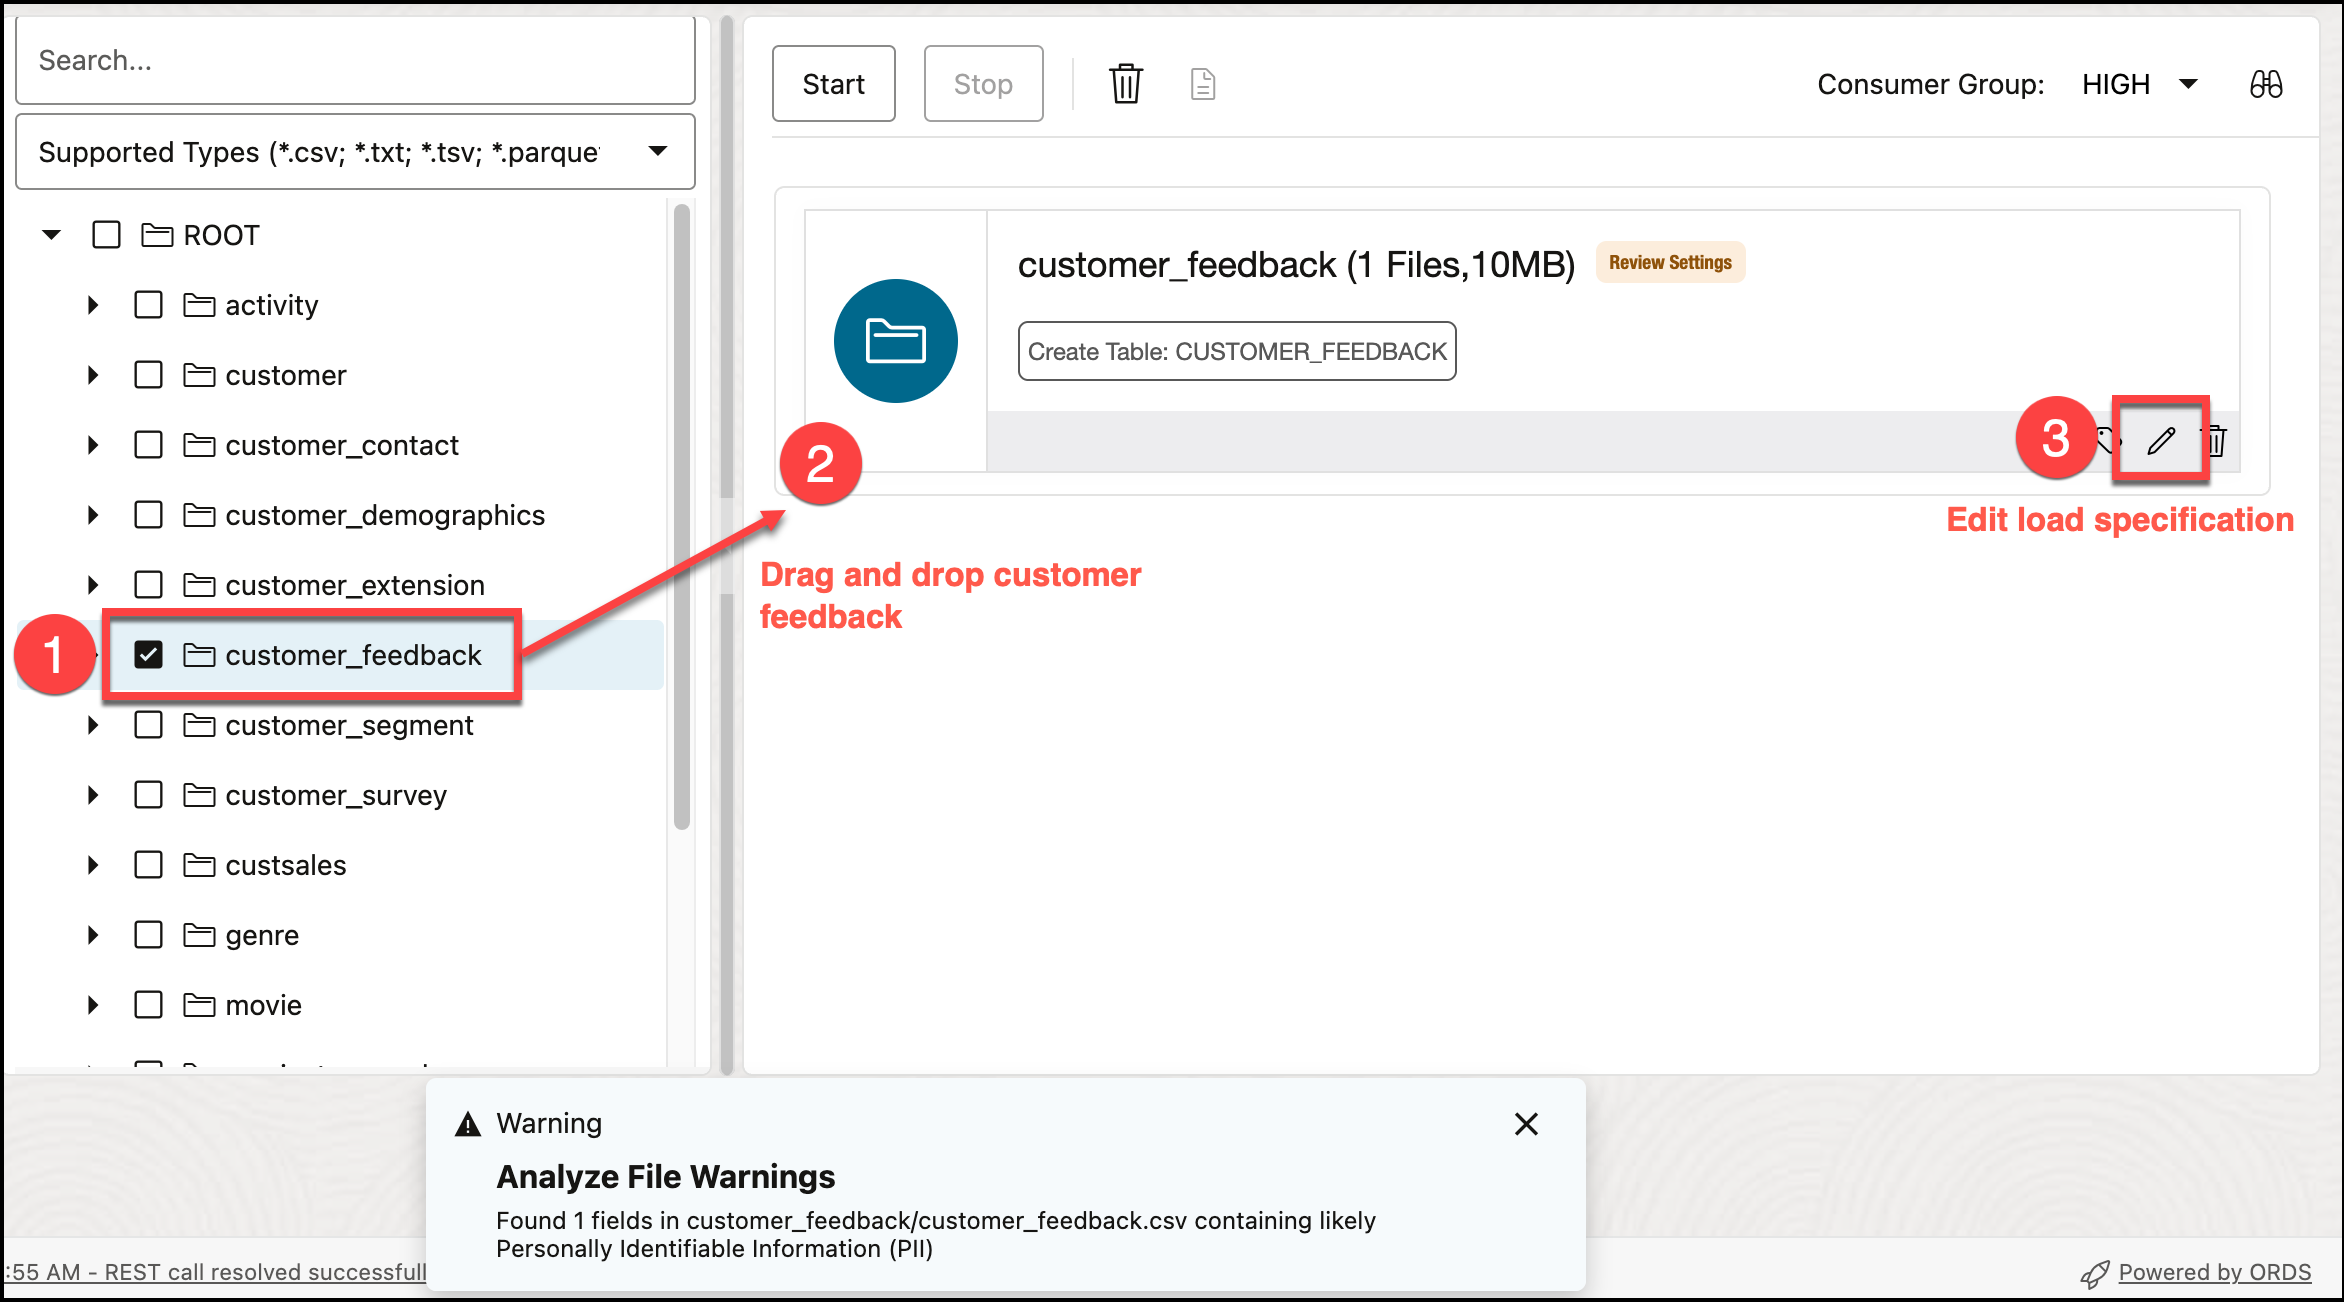 Search...
Supported Types (*.csv; *.txt; *.tsv; *.parque
ROOT
activity
customer
customer_contact
customer_demographics
customer_extension
1
customer_feedback
customer_segment
customer_survey
custsales
genre
movie
Start
Stop
Consumer Group: HIGH
customer_feedback (1 Files,10MB)
Review Settings
Create Table: CUSTOMER_FEEDBACK
2
3
Edit load specification
Drag and drop customer
feedback
Warning
Analyze File Warnings
Found 1 fields in customer_feedback/customer_feedback.csv containing likely
Personally Identifiable Information (PII)
:55 AM - REST call resolved successfull
Powered by ORDS